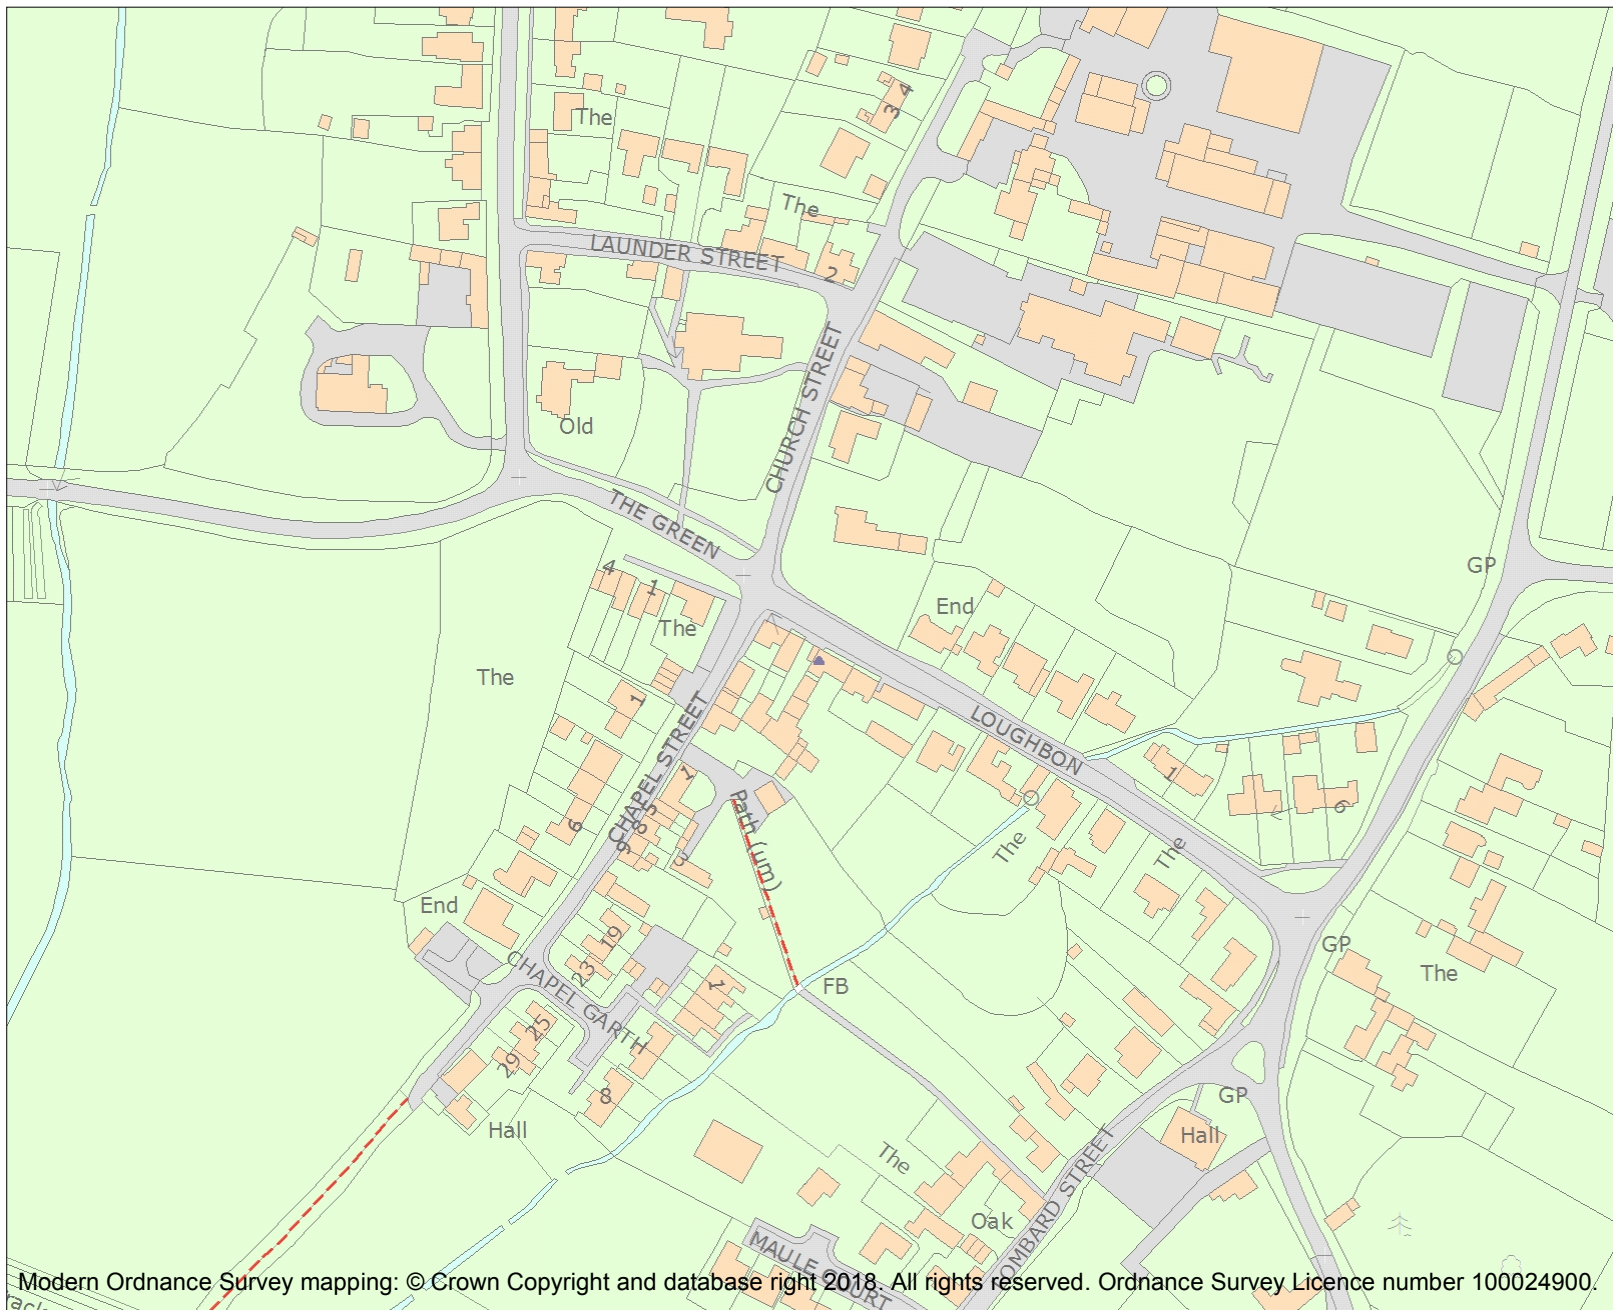 The
3 4
The
LAUNDER STREET
2
CHURCH STREET
Old
THE GREEN
GP
4
1
The
End
The
1
LOUGHBON
CHAPEL STREET
1
1
Path (um)
5
8
9
3
6
6
The
The
End
19
GP
The
CHAPEL GARTH
23
1
FB
25
29
8
GP
Hall
Hall
The
LOMBARD STREET
Oak
MAULE COURT
Modern Ordnance Survey mapping: © Crown Copyright and database right 2018. All rights reserved. Ordnance Survey Licence number 100024900.